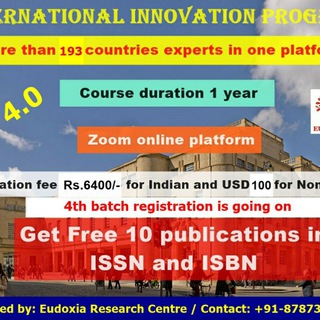 ERNATIONAL INNOVATION PROG
re than 193 countries experts in one platfo
4.0
Course duration 1 year
Zoom online platform
ation fee Rs.6400/- for Indian and USD 100 for Non
4th batch registration is going on
Get Free 10 publications in
ISSN and ISBN
ed by: Eudoxia Research Centre / Contact: +91-87873